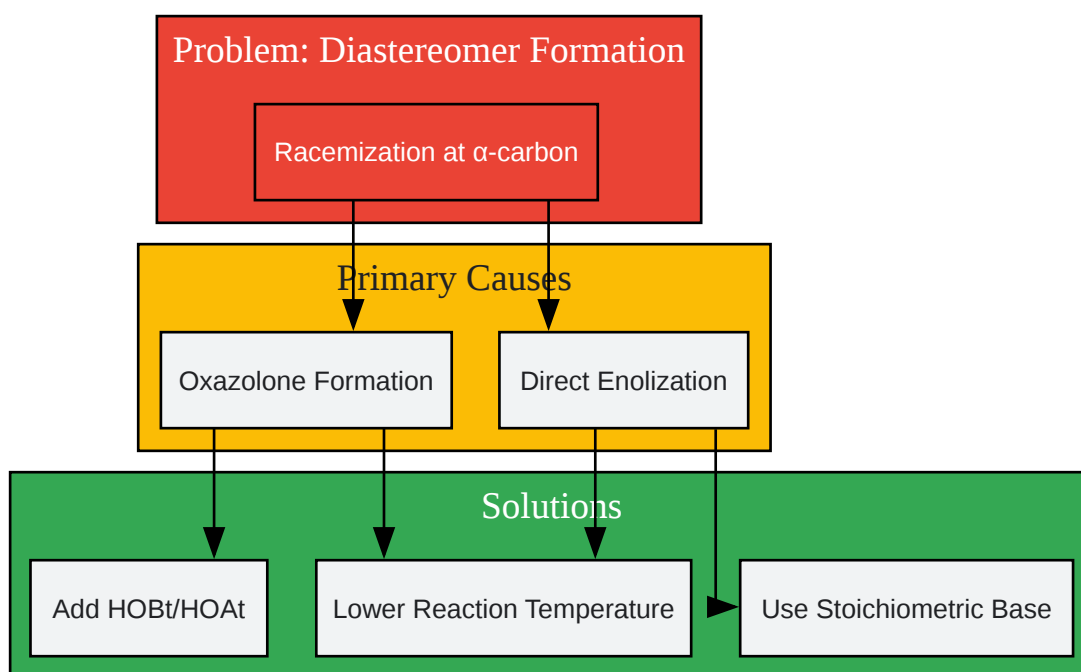 Problem: Diastereomer Formation
Racemization at α-carbon
Primary Causes
Oxazolone Formation
Direct Enolization
Solutions
Add HOBt/HOAt
Lower Reaction Temperature
Use Stoichiometric Base